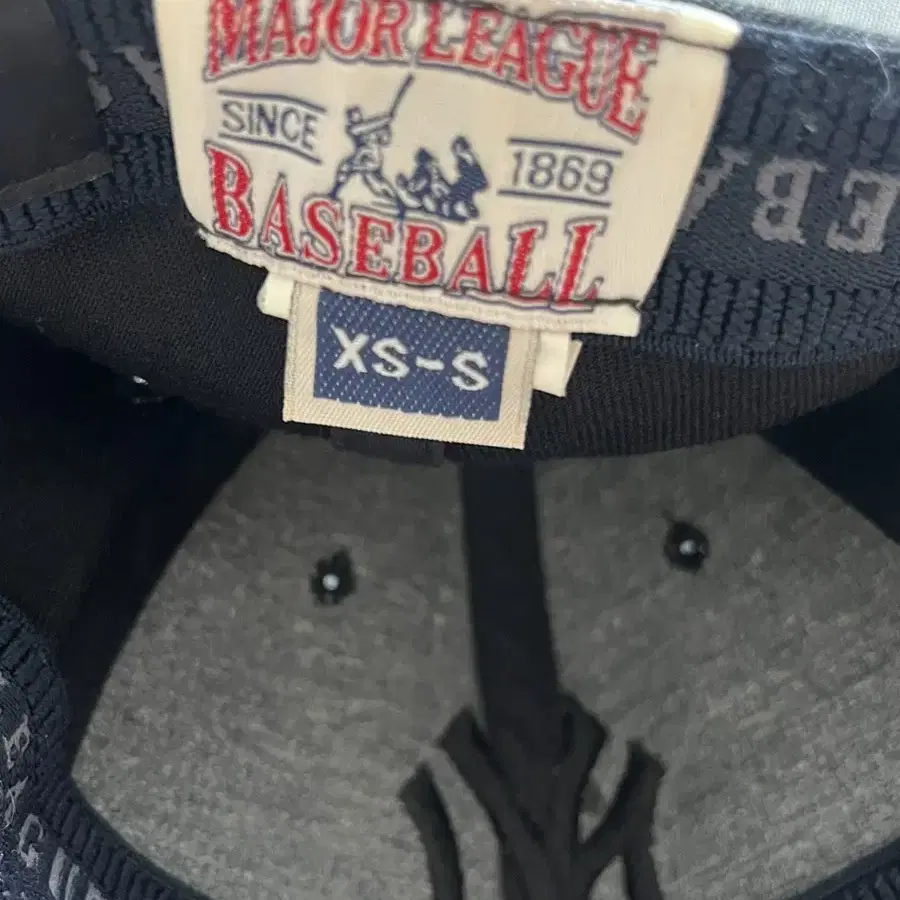 MAJOR LEAGUE
SINCE 1869
BASEBALL
XS-S